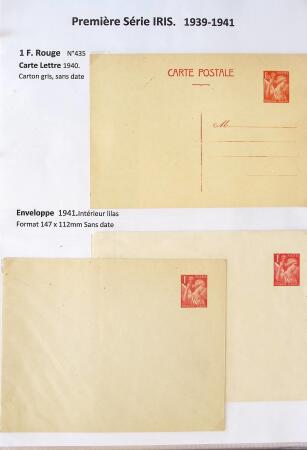 Première Série IRIS. 1939-1941
1 F. Rouge N°435
Carte Lettre 1940.
Carton gris, sans date
CARTE POSTALE
M
Enveloppe 1941.Intérieur lilas
Format 147 x 112mm Sans date